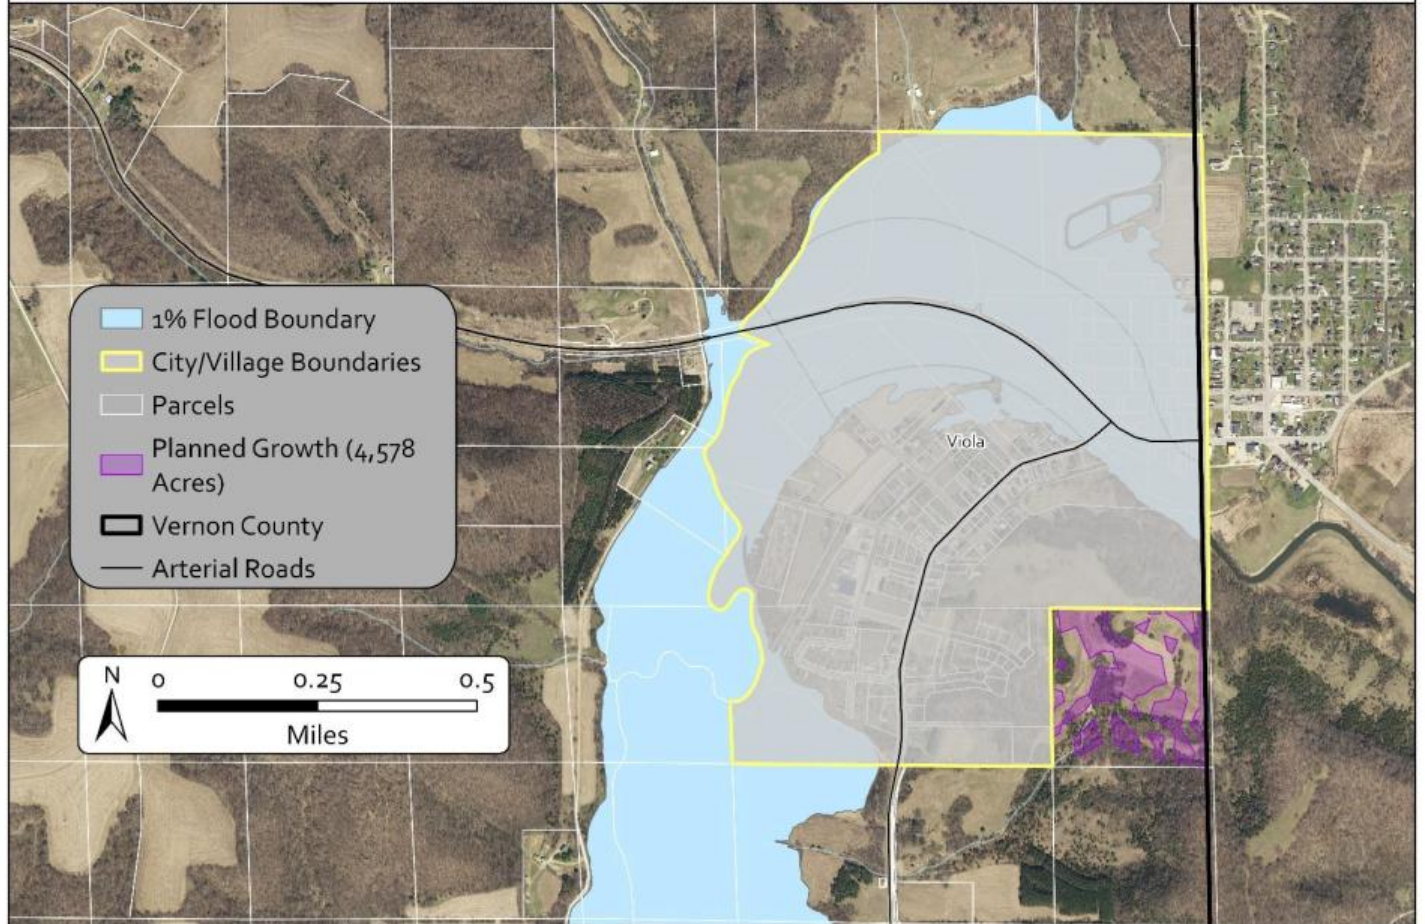 1% Flood Boundary
City/Village Boundaries
Parcels
Planned Growth (4,578
Acres)
Vernon County
Arterial Roads
Viola
N
0 0.25 0.5
Miles